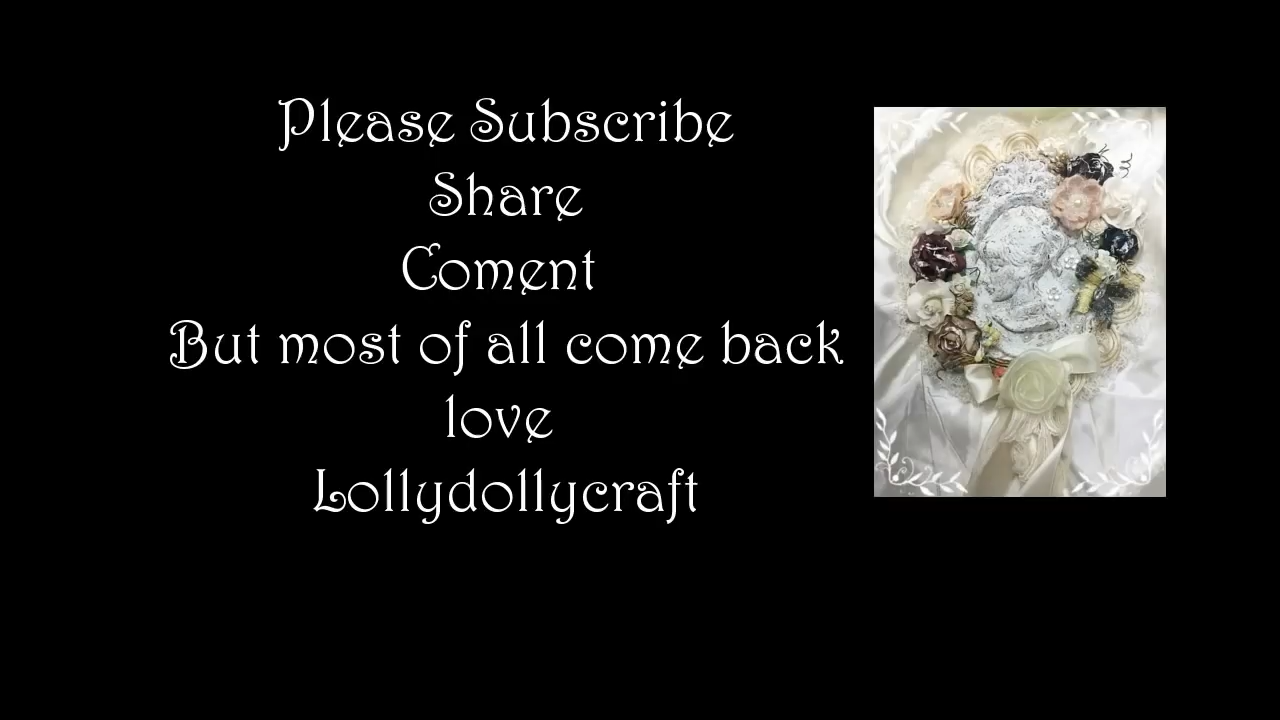 Please Subscribe
Share
Coment
But most of all come back
love
Lollydollycraft